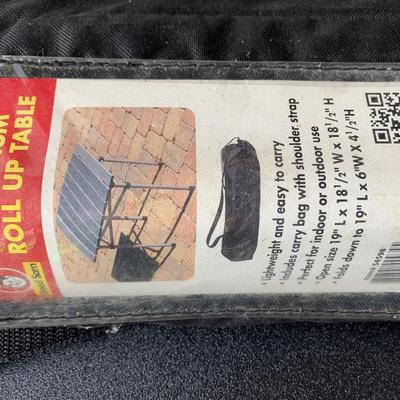 ROLL UP TABLE
• Lightweight and easy to carry
• Includes carry bag with shoulder strap
• Perfect for indoor or outdoor use
• Open: size 19" L x 18 1/2" W x 18 1/2" H
• Folds down to 19" L x 6"W X 4 1/2"H